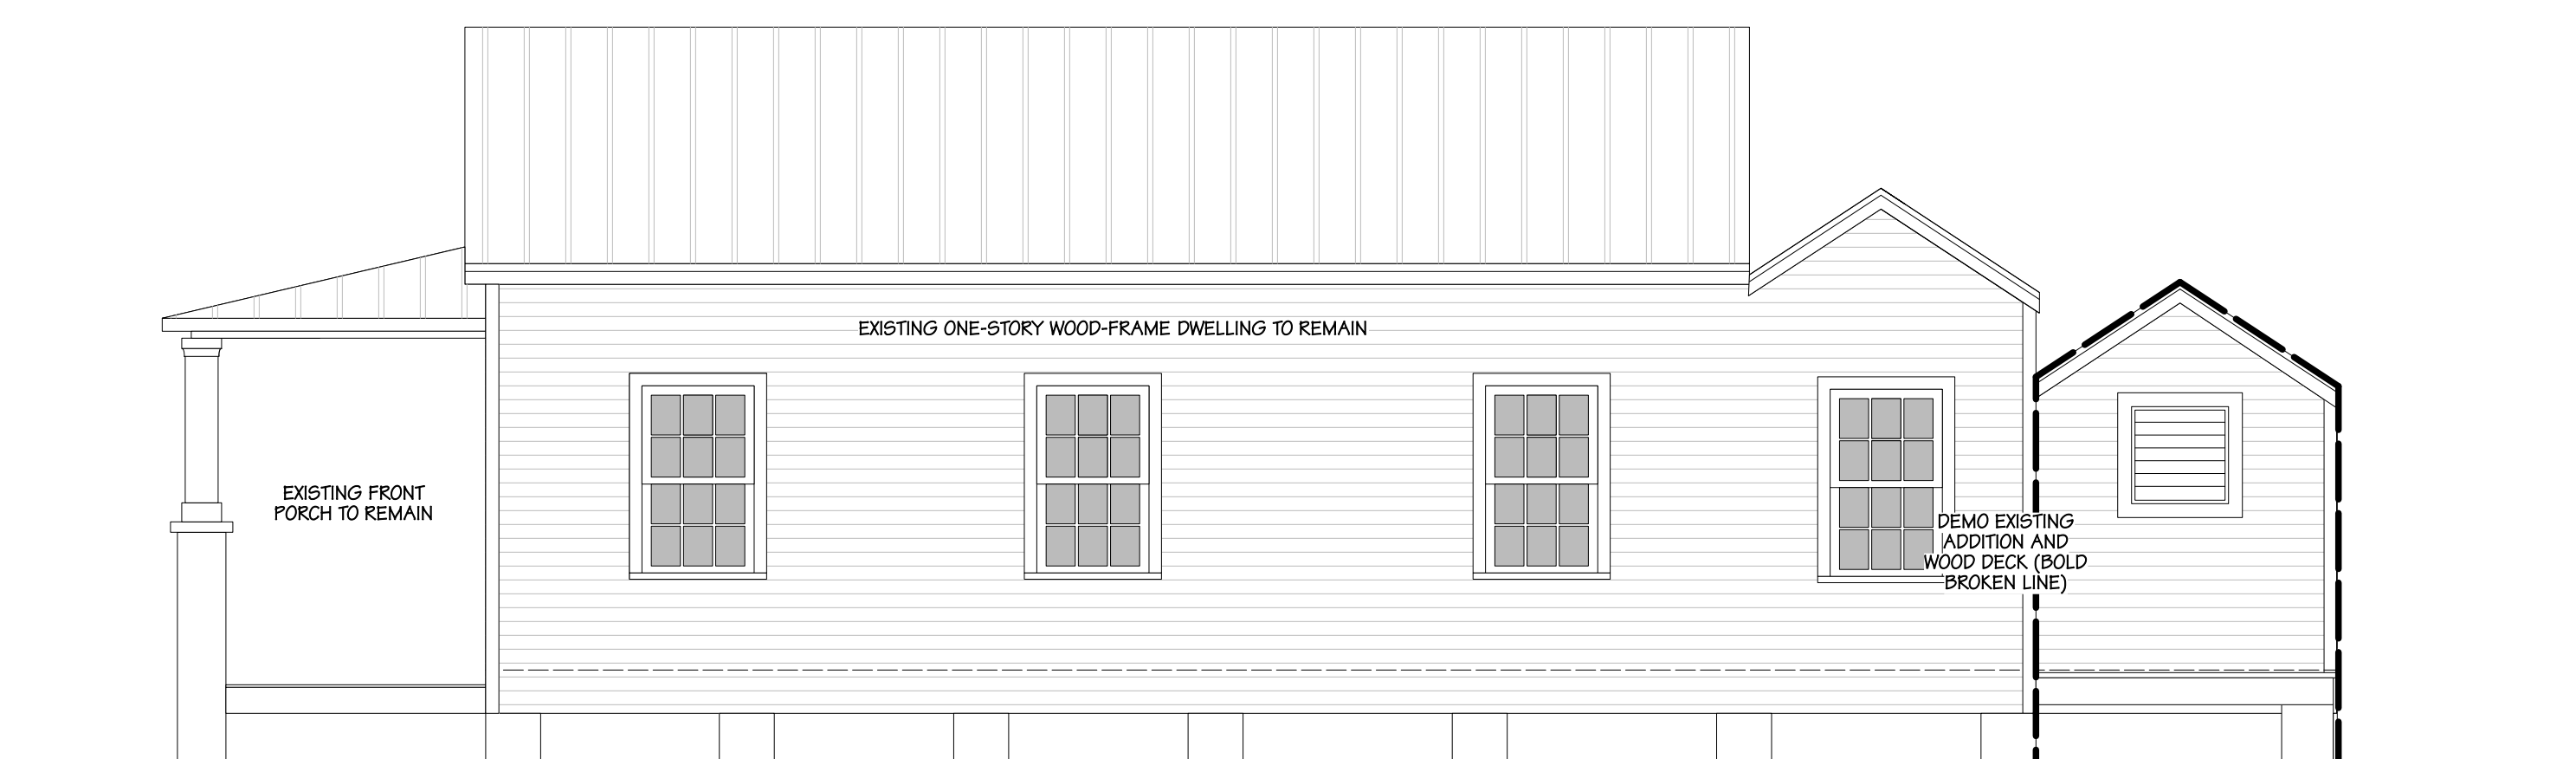 EXISTING ONE-STORY WOOD-FRAME DWELLING TO REMAIN
EXISTING FRONT
PORCH TO REMAIN
DEMO EXISTING
ADDITION AND
WOOD DECK (BOLD
BROKEN LINE)